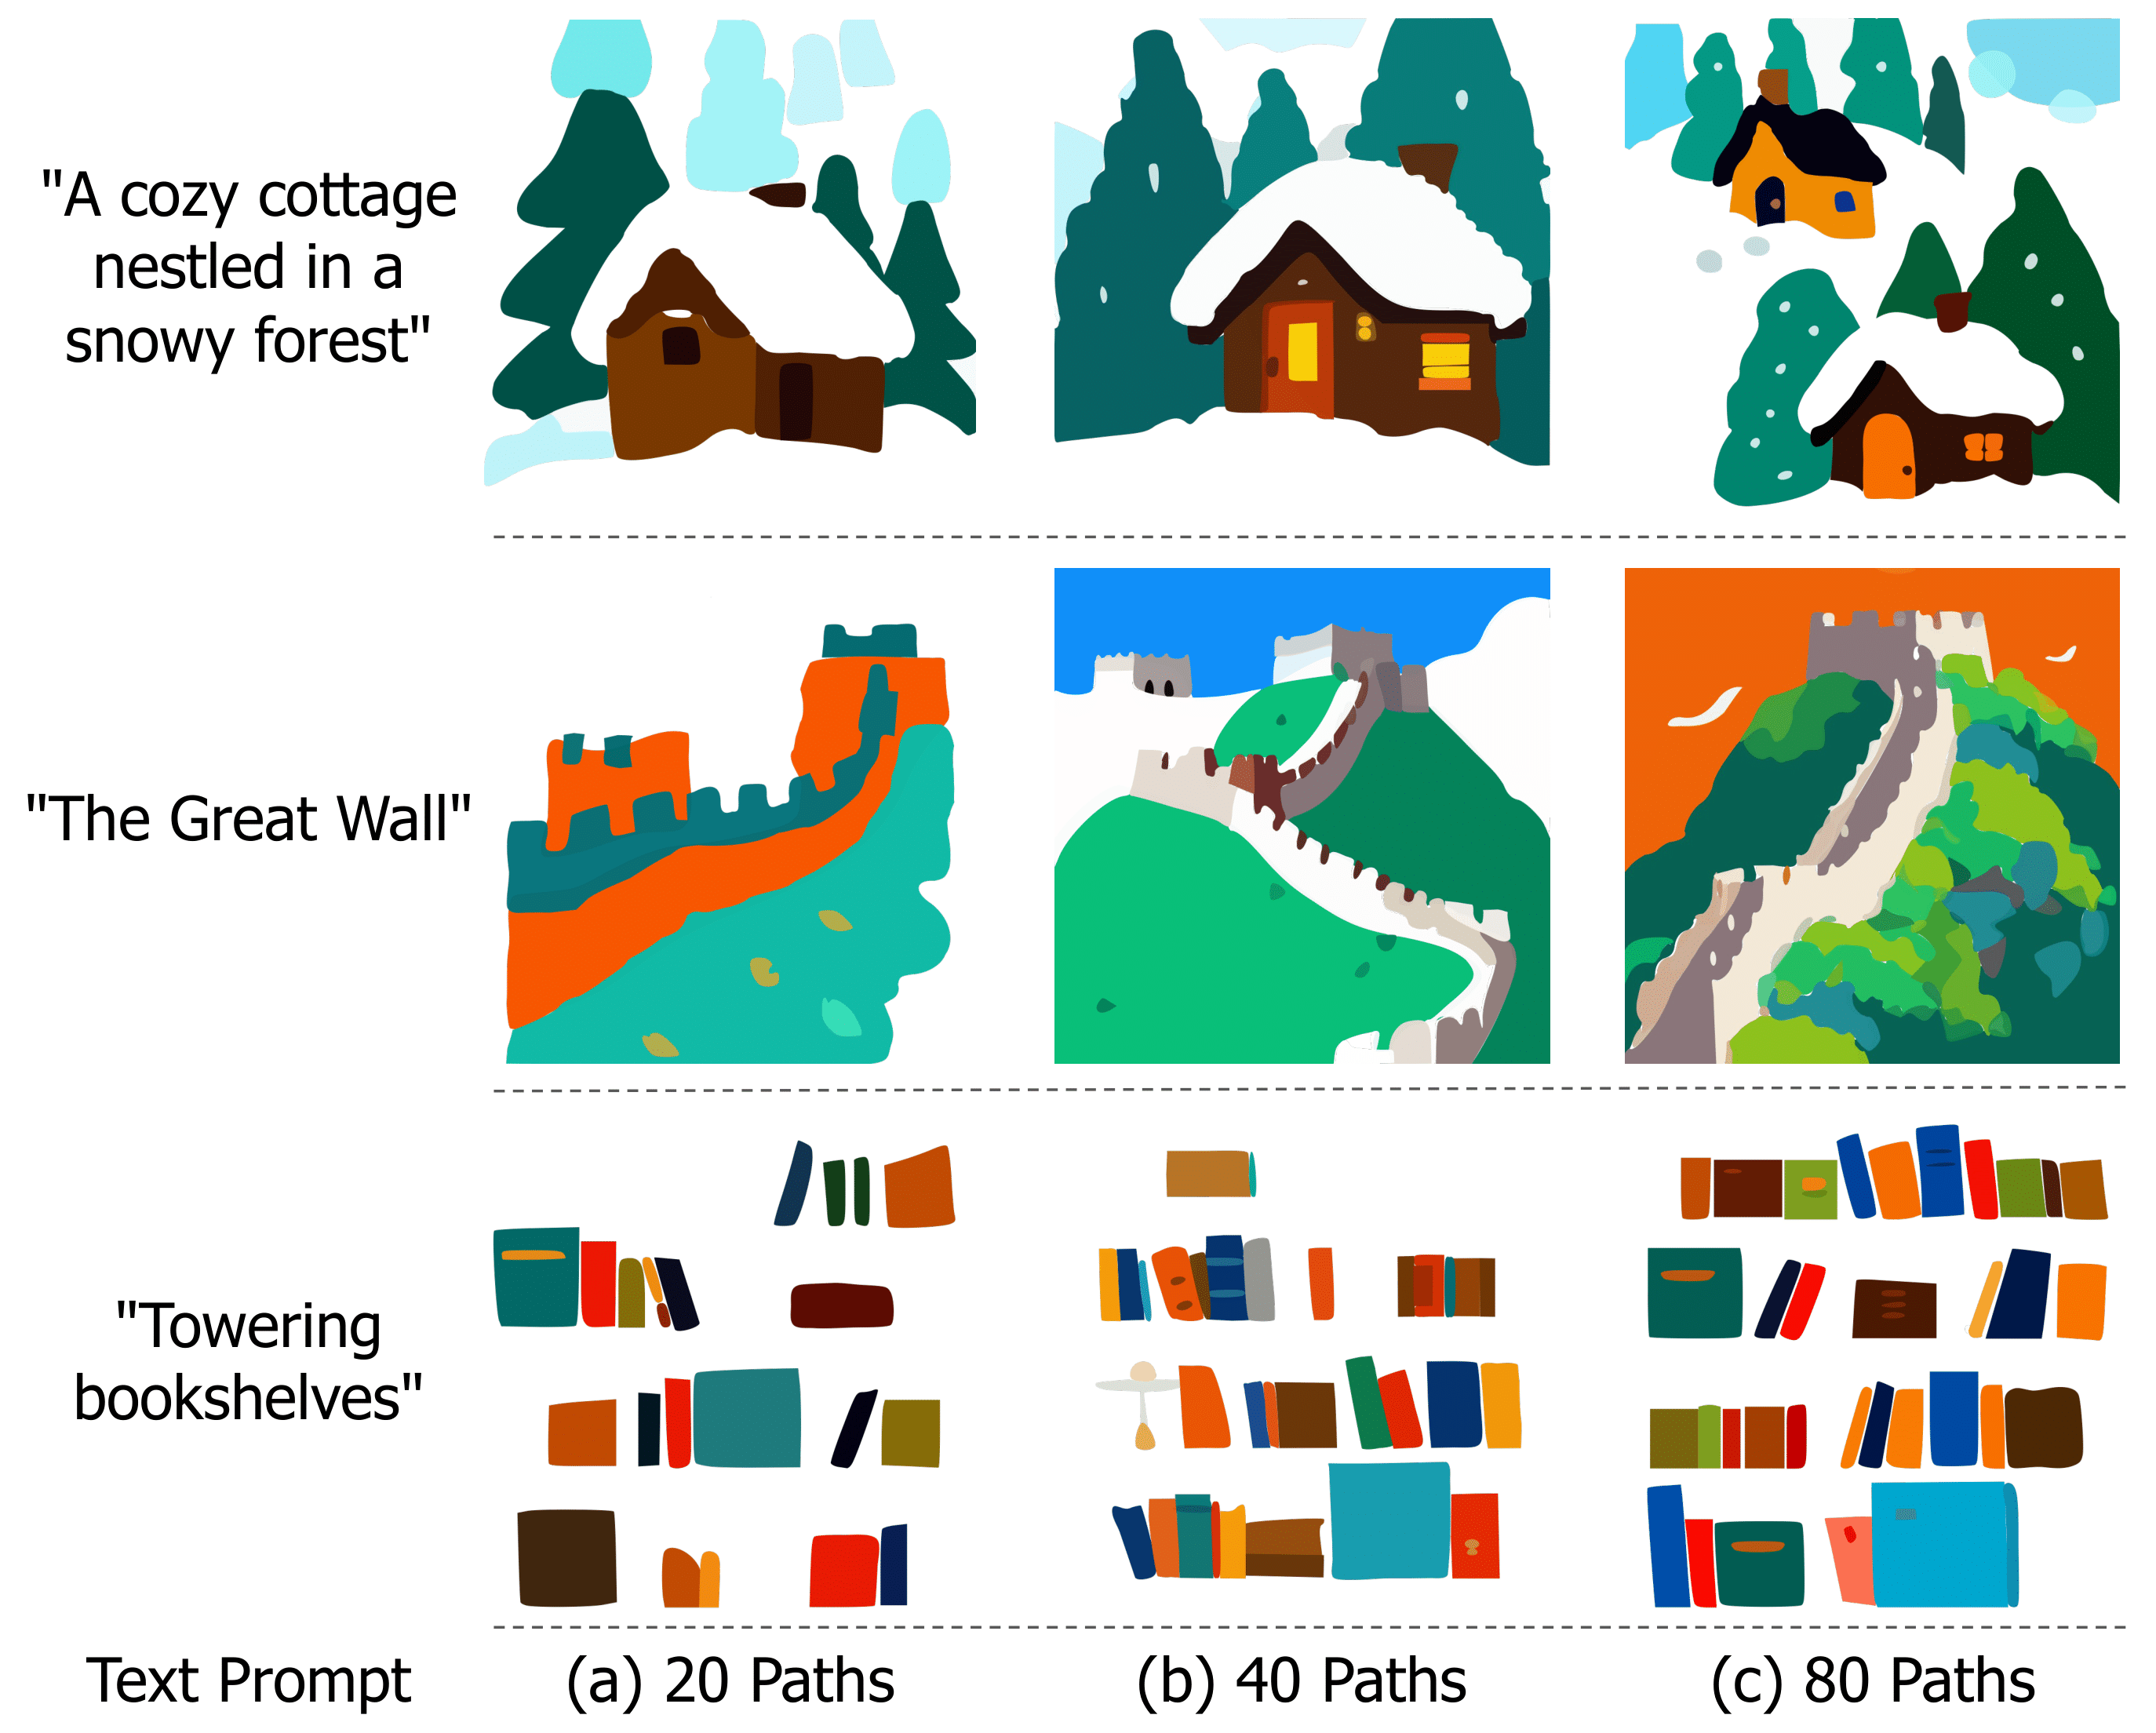 "A cozy cottage
nestled in a
snowy forest"
"The Great Wall"
"Towering
bookshelves"
Text Prompt
(a) 20 Paths
(b) 40 Paths
(c) 80 Paths